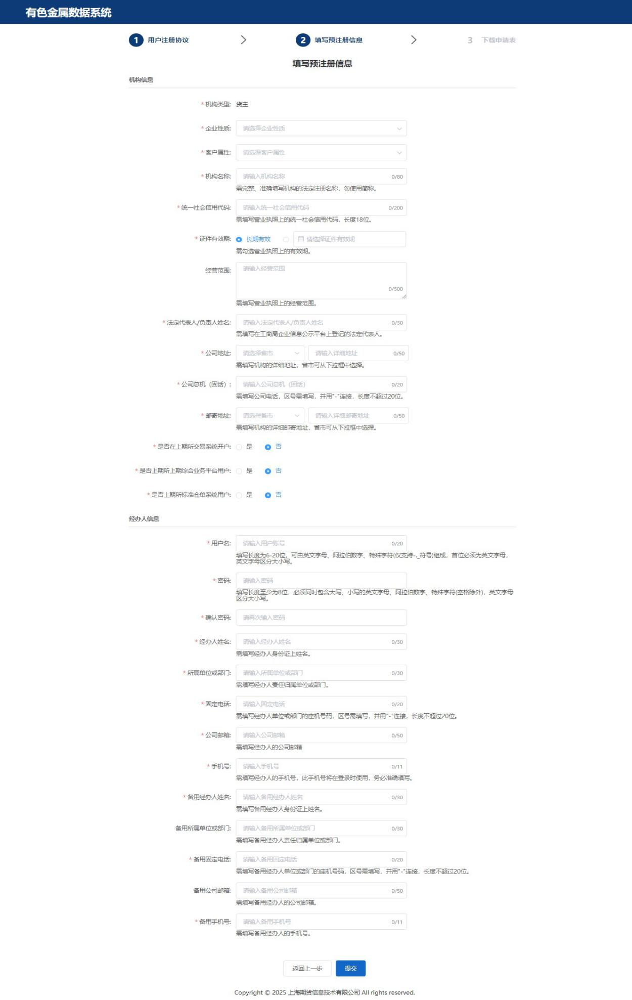 有色金属数据系统
1 用户注册协议 2 填写预注册信息 3 下载申请表
填写预注册信息
机构信息
* 机构类型: 货主
* 企业性质: 请选择企业性质
* 客户属性: 请选择客户属性
* 机构名称: 请输入机构名称 0/80
需完整、准确填写机构的法定注册名称，勿使用简称。
* 统一社会信用代码: 请输入统一社会信用代码 0/200
需填写营业执照上的统一社会信用代码，长度18位。
* 证件有效期: 长期有效 请选择证件有效期
需勾选营业执照上的有效期。
经营范围: 请输入经营范围
0/500
需填写营业执照上的经营范围。
* 法定代表人/负责人姓名: 请输入法定代表人/负责人姓名 0/30
需填写在工商局企业信息公示平台上登记的法定代表人。
* 公司地址: 请选择省市 请输入详细地址 0/50
需填写机构的详细地址，省市可从下拉框中选择。
* 公司总机（固话）: 请输入公司总机（固话） 0/20
需填写公司电话，区号需填写，并用"-"连接，长度不超过20位。
* 邮寄地址: 请选择省市 请输入详细邮寄地址 0/50
需填写机构的详细邮寄地址，省市可从下拉框中选择。
* 是否在上期所交易系统开户: 是 否
* 是否上期所上期综合业务平台用户: 是 否
* 是否上期所标准仓单系统用户: 是 否
经办人信息
* 用户名: 请输入用户账号 0/20
填写长度为6-20位，可由英文字母、阿拉伯数字、特殊字符(仅支持-._符号)组成，首位必须为英文字母，
英文字母区分大小写。
* 密码: 请输入密码
填写长度至少为8位，必须同时包含大写、小写的英文字母、阿拉伯数字、特殊字符(空格除外)，英文字母
区分大小写。
* 确认密码: 请再次输入密码
* 经办人姓名: 请输入经办人姓名 0/30
需填写经办人身份证上姓名。
* 所属单位或部门: 请输入所属单位或部门 0/30
需填写经办人责任归属单位或部门。
* 固定电话: 请输入固定电话 0/20
需填写经办人单位或部门的座机号码，区号需填写，并用"-"连接，长度不超过20位。
* 公司邮箱: 请输入公司邮箱 0/50
需填写经办人的公司邮箱
* 手机号: 请输入手机号 0/11
需填写经办人的手机号，此手机号将在登录时使用，务必准确填写。
* 备用经办人姓名: 请输入备用经办人姓名 0/30
需填写备用经办人身份证上姓名。
备用所属单位或部门: 请输入备用所属单位或部门 0/30
需填写备用经办人责任归属单位或部门。
* 备用固定电话: 请输入备用固定电话 0/20
需填写备用经办人单位或部门的座机号码，区号需填写，并用"-"连接，长度不超过20位。
备用公司邮箱: 请输入备用公司邮箱 0/50
需填写备用经办人的公司邮箱。
* 备用手机号: 请输入备用手机号 0/11
需填写备用经办人的手机号。
返回上一步 提交
Copyright © 2025 上海期货信息技术有限公司 All rights reserved.